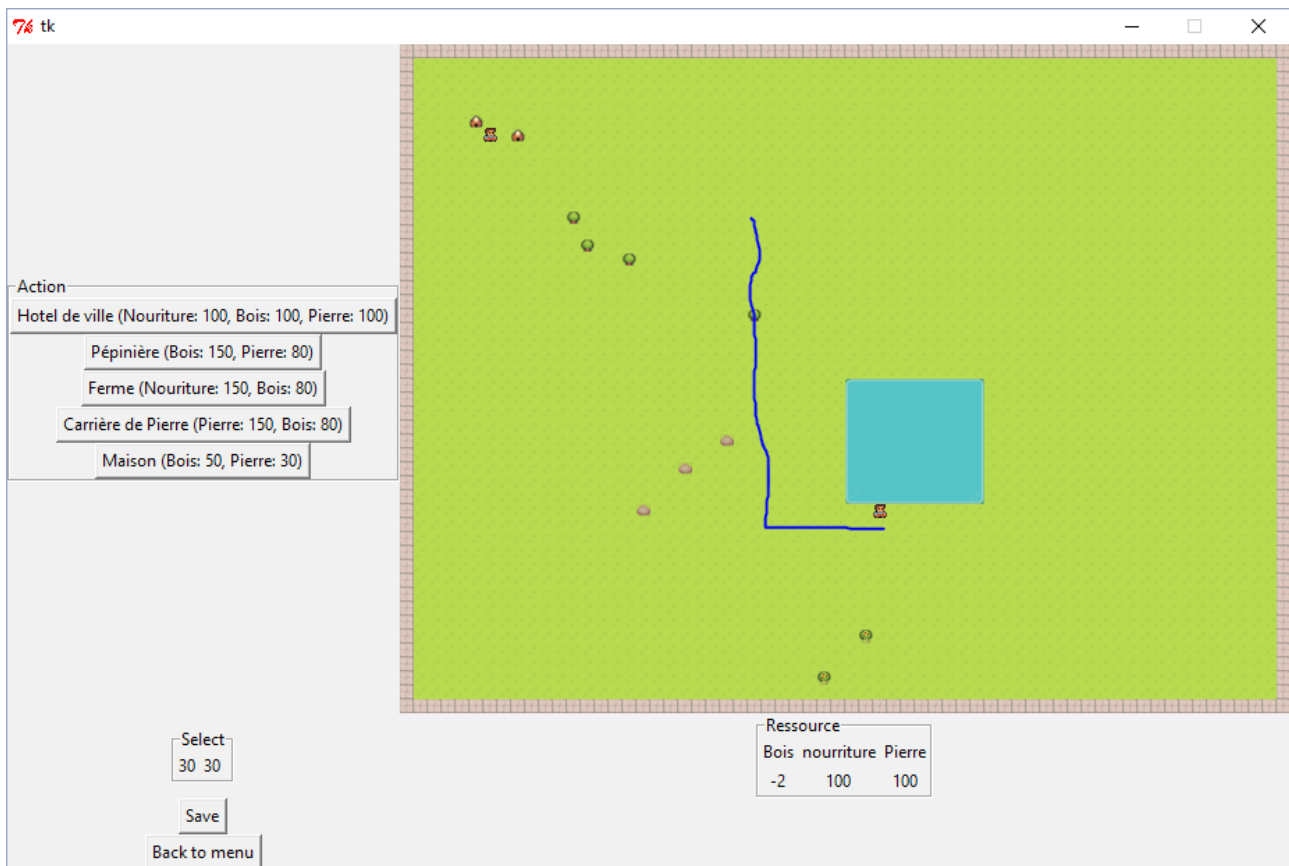 tk
Action
Hotel de ville (Nouriture: 100, Bois: 100, Pierre: 100)
Pépinière (Bois: 150, Pierre: 80)
Ferme (Nouriture: 150, Bois: 80)
Carrière de Pierre (Pierre: 150, Bois: 80)
Maison (Bois: 50, Pierre: 30)
Select
30 30
Save
Back to menu
Ressource
Bois nourriture Pierre
-2 100 100